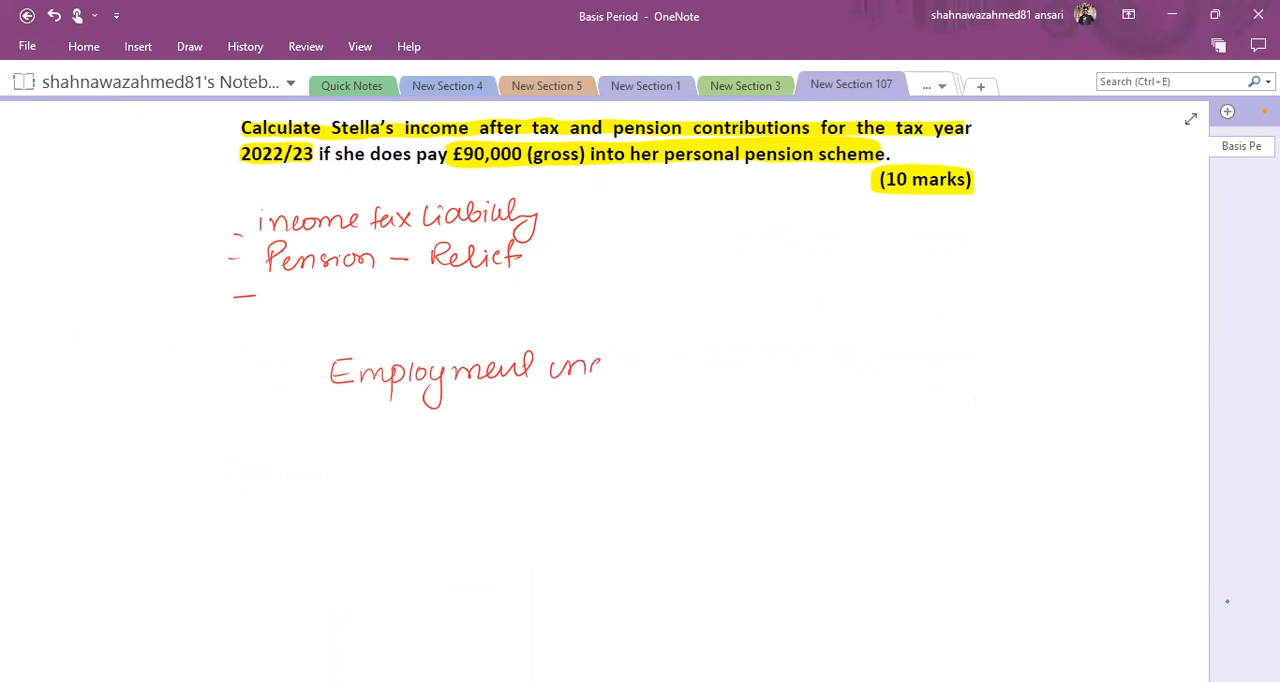 Basis Period - OneNote
shahnawazahmed81 ansari
File Home Insert Draw History Review View Help
shahnawazahmed81's Noteb... Quick Notes New Section 4 New Section 5 New Section 1 New Section 3 New Section 107 ... + Search (Ctrl+E)
Basis Pe
Calculate Stella's income after tax and pension contributions for the tax year
2022/23 if she does pay £90,000 (gross) into her personal pension scheme.
(10 marks)
- income tax liability
- Pension - Relief
-
Employment